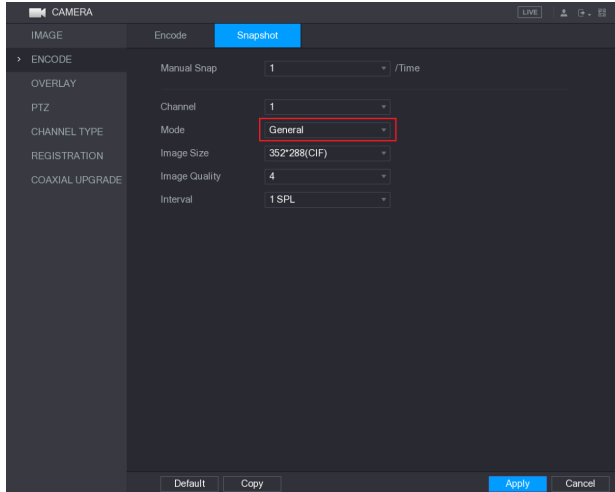 CAMERA LIVE
IMAGE
ENCODE
OVERLAY
PTZ
CHANNEL TYPE
REGISTRATION
COAXIAL UPGRADE
Encode Snapshot
Manual Snap 1 /Time
Channel 1
Mode General
Image Size 352*288(CIF)
Image Quality 4
Interval 1 SPL
Default Copy Apply Cancel